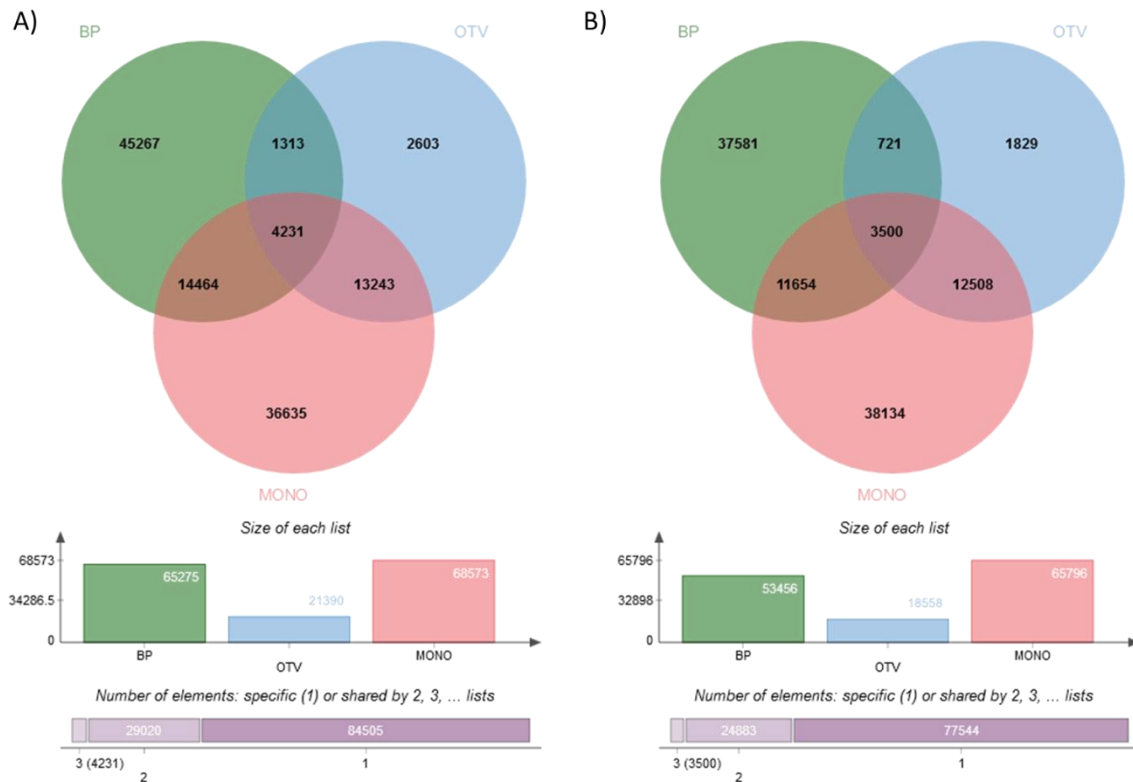 A)
BP
OTV
45267
1313
2603
4231
14464
13243
36635
MONO
Size of each list
68573
34286.5
0
65275
21390
68573
BP
OTV
MONO
Number of elements: specific (1) or shared by 2, 3, ... lists
29020
84505
3 (4231)
2
1
B)
BP
OTV
37581
721
1829
3500
11654
12508
38134
MONO
Size of each list
65796
32898
0
53456
18558
65796
BP
OTV
MONO
Number of elements: specific (1) or shared by 2, 3, ... lists
24883
77544
3 (3500)
2
1